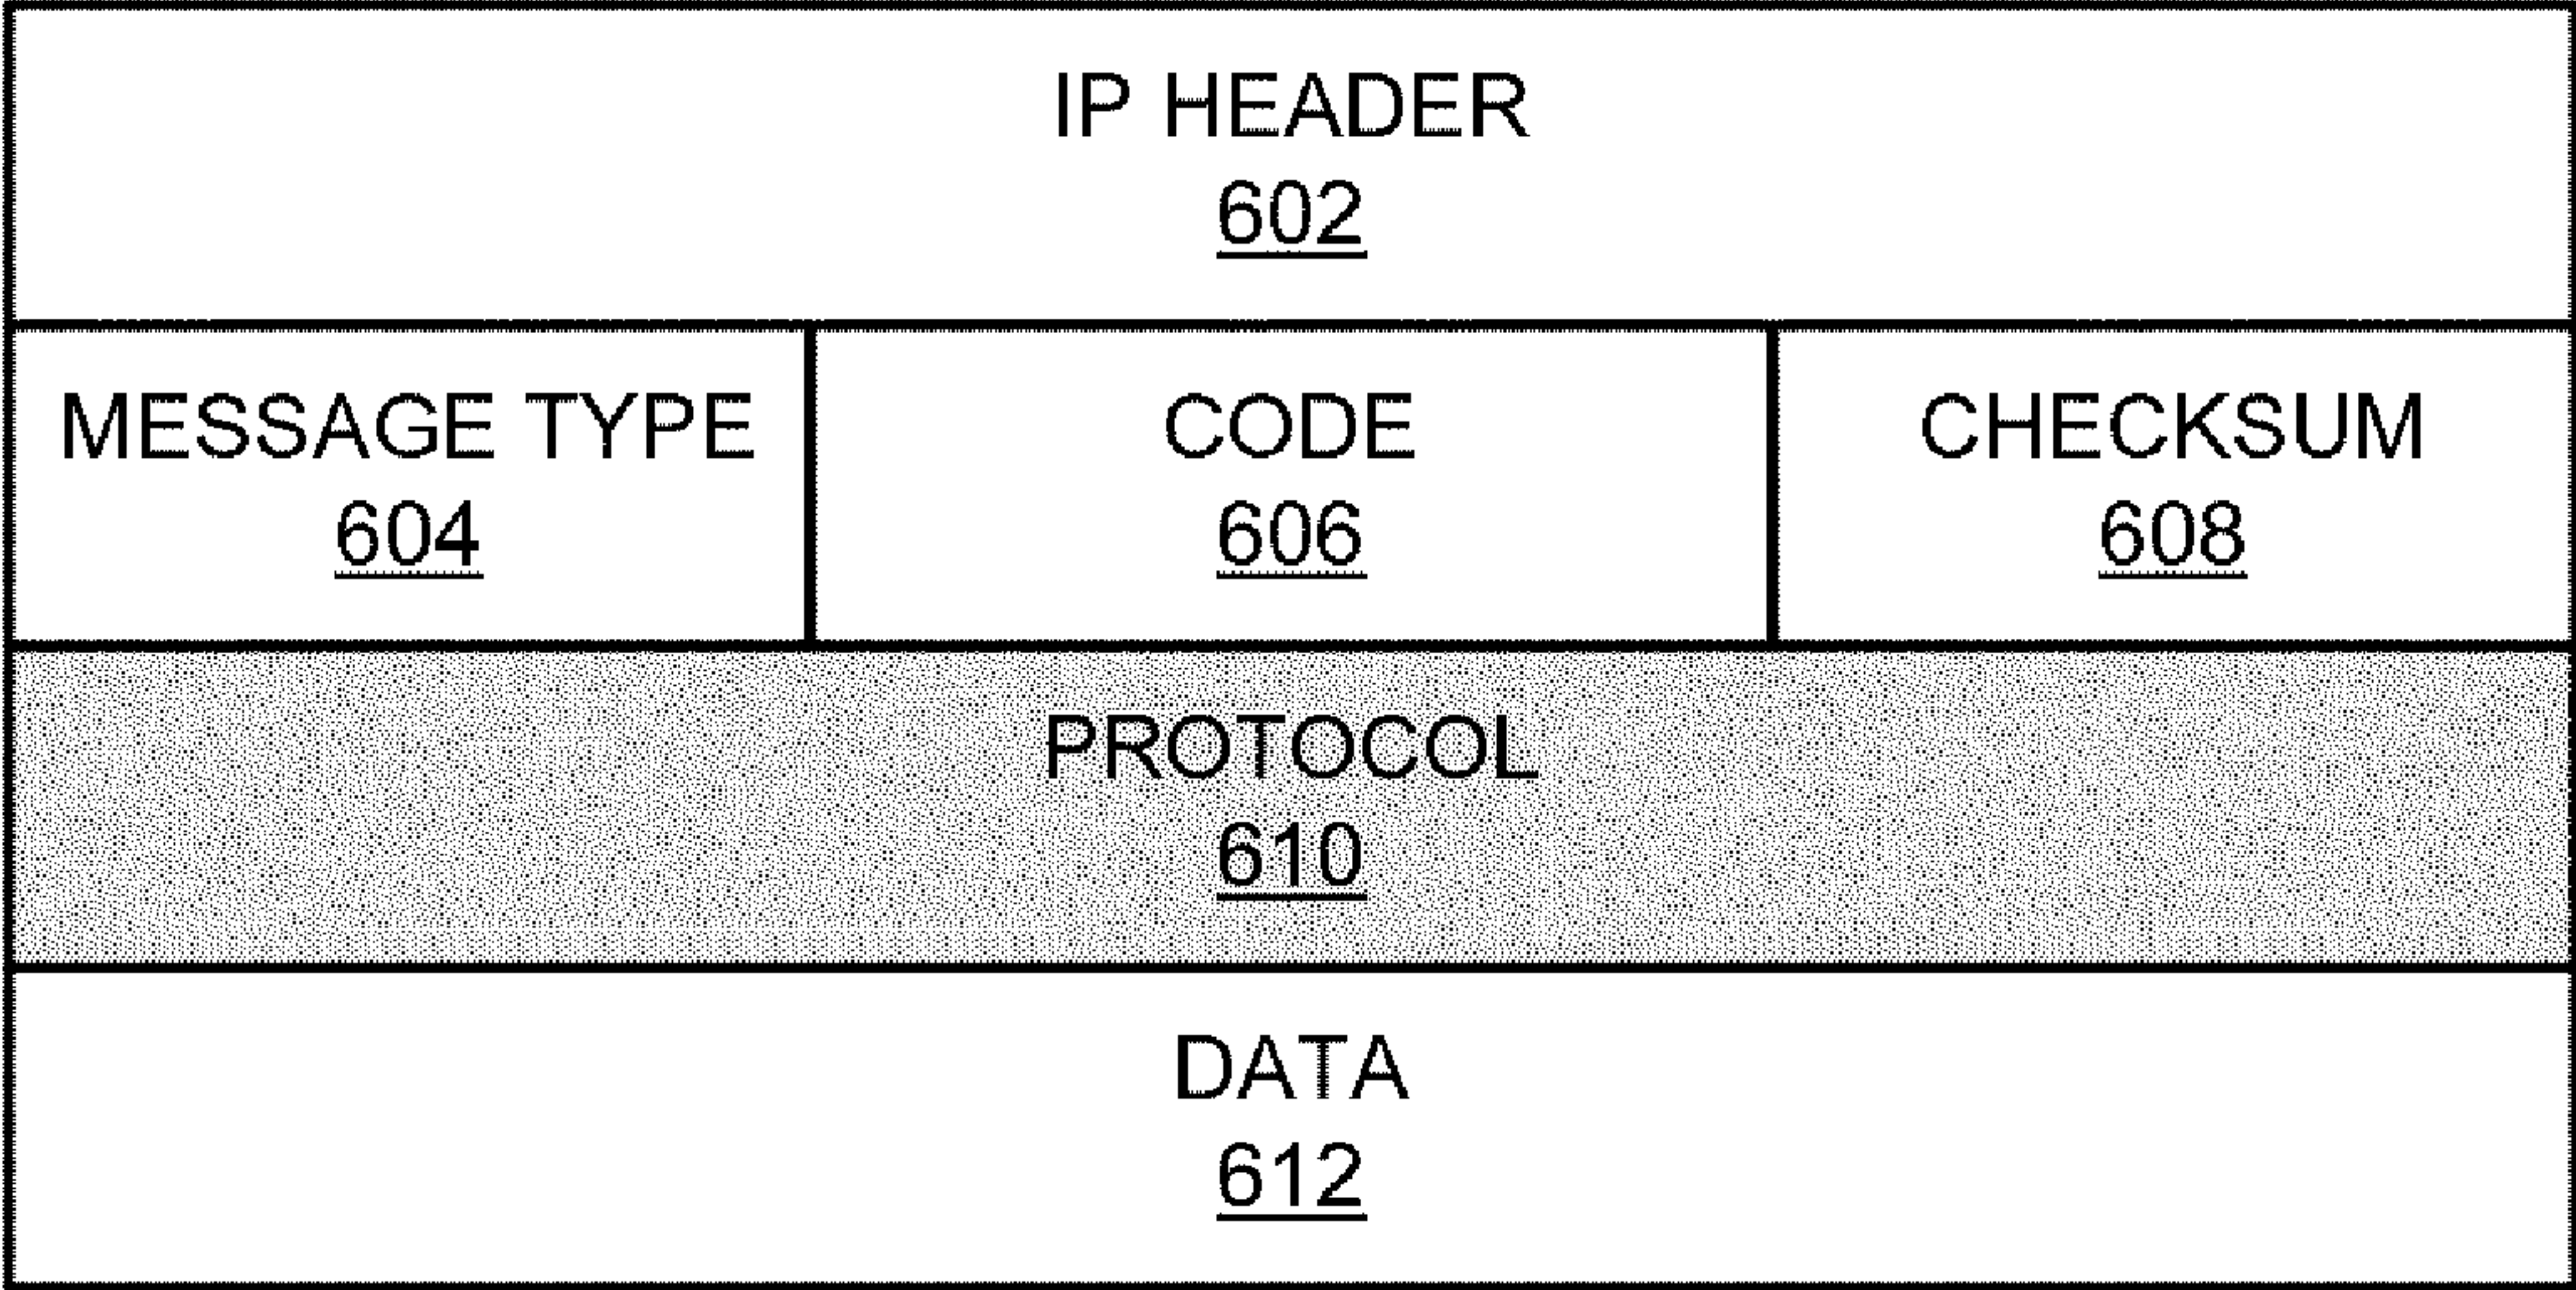 IP HEADER
602
MESSAGE TYPE
604
CODE
606
CHECKSUM
608
PROTOCOL
610
DATA
612